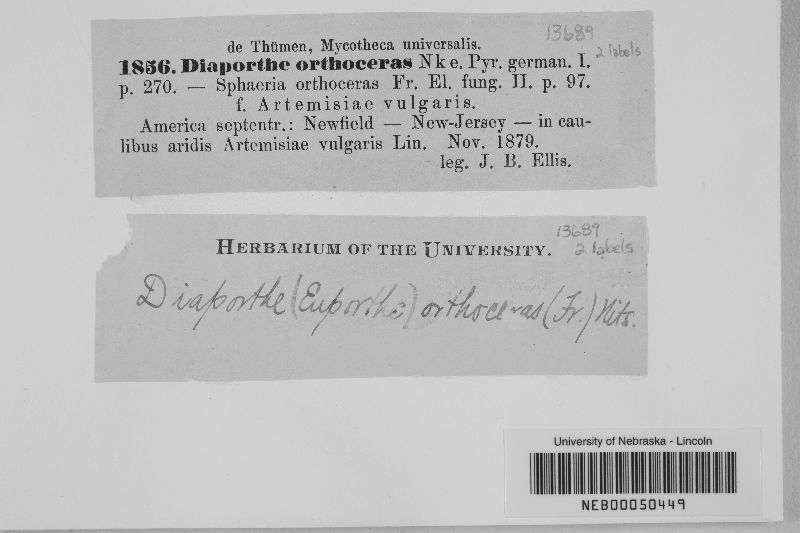 13689
2 labels
de Thümen, Mycotheca universalis.
1856. Diaporthe orthoceras Nke. Pyr. german. I.
p. 270. — Sphaeria orthoceras Fr. El. fung. II. p. 97.
f. Artemisiae vulgaris.
America septentr.: Newfield — New-Jersey — in cau-
libus aridis Artemisiae vulgaris Lin. Nov. 1879.
leg. J. B. Ellis.
13689
2 labels
HERBARIUM OF THE UNIVERSITY.
Diaporthe (Euporthe) orthoceras (Fr.) Nits.
University of Nebraska - Lincoln
NEB00050449